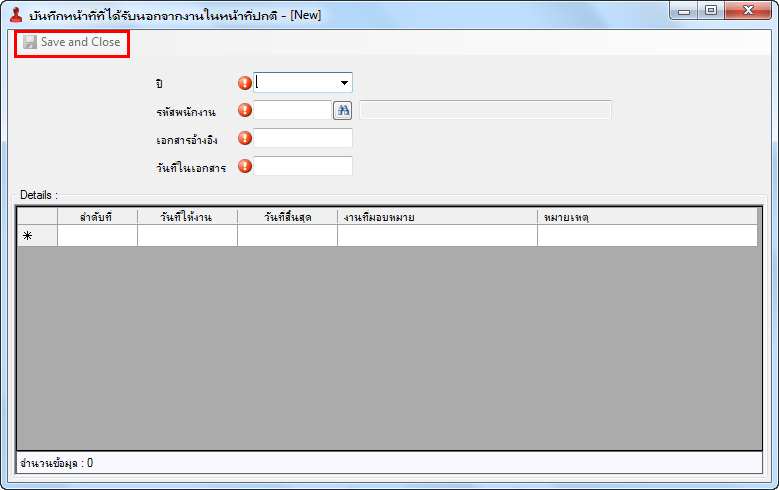 บันทึกหน้าที่ที่ได้รับนอกจากงานในหน้าที่ปกติ - [New]
Save and Close
ปี
รหัสพนักงาน
เอกสารอ้างอิง
วันที่ในเอกสาร
Details :
ลำดับที่ วันที่ให้งาน วันที่สิ้นสุด งานที่มอบหมาย หมายเหตุ
จำนวนข้อมูล : 0